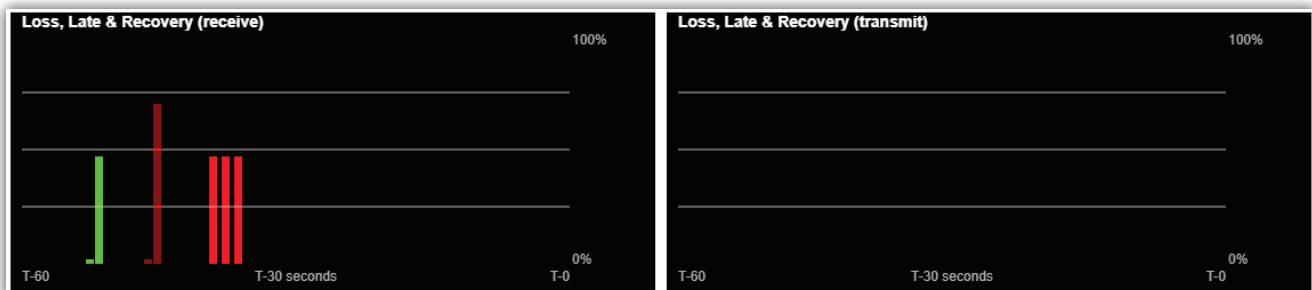 Loss, Late & Recovery (receive)
100%
0%
T-60
T-30 seconds
T-0
Loss, Late & Recovery (transmit)
100%
0%
T-60
T-30 seconds
T-0